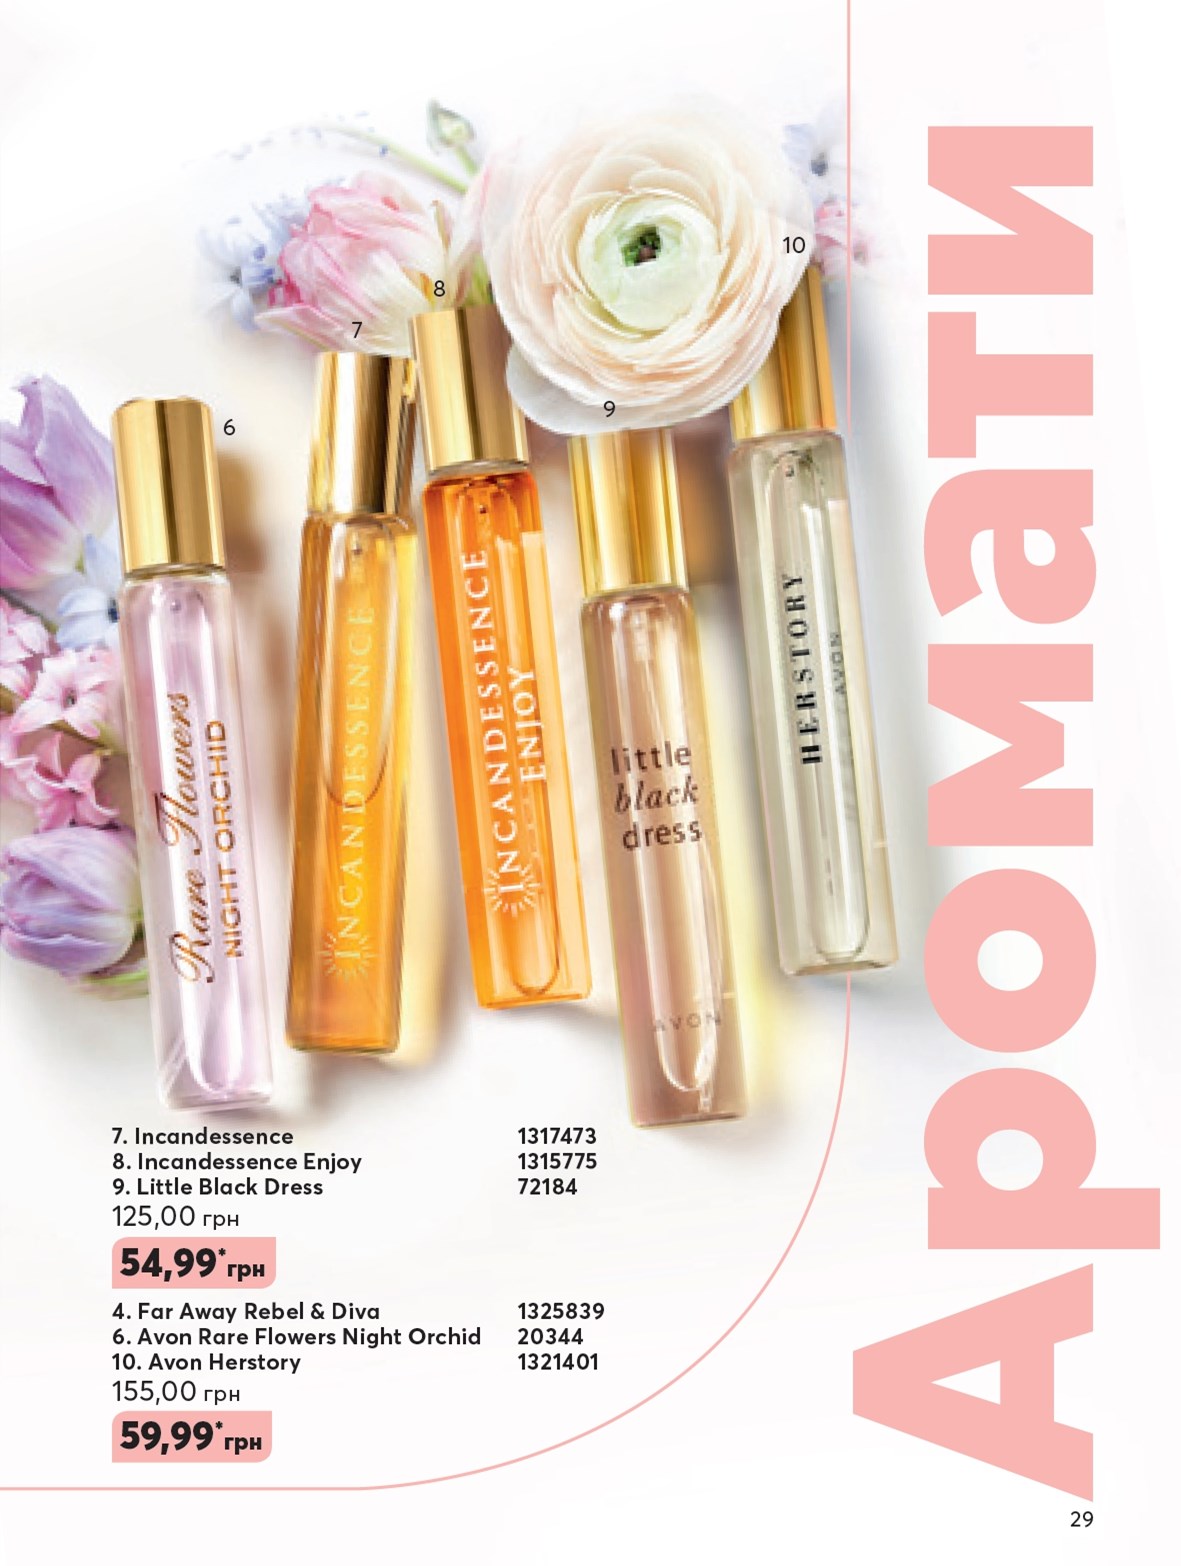 Аромати
10
8
7
9
6
Rare Flowers
NIGHT ORCHID
INCANDESSENCE
INCANDESSENCE
ENJOY
little
black
dress
AVON
HERSTORY
AVON
7. Incandessence 1317473
8. Incandessence Enjoy 1315775
9. Little Black Dress 72184
125,00 грн
54,99* грн
4. Far Away Rebel & Diva 1325839
6. Avon Rare Flowers Night Orchid 20344
10. Avon Herstory 1321401
155,00 грн
59,99* грн
29